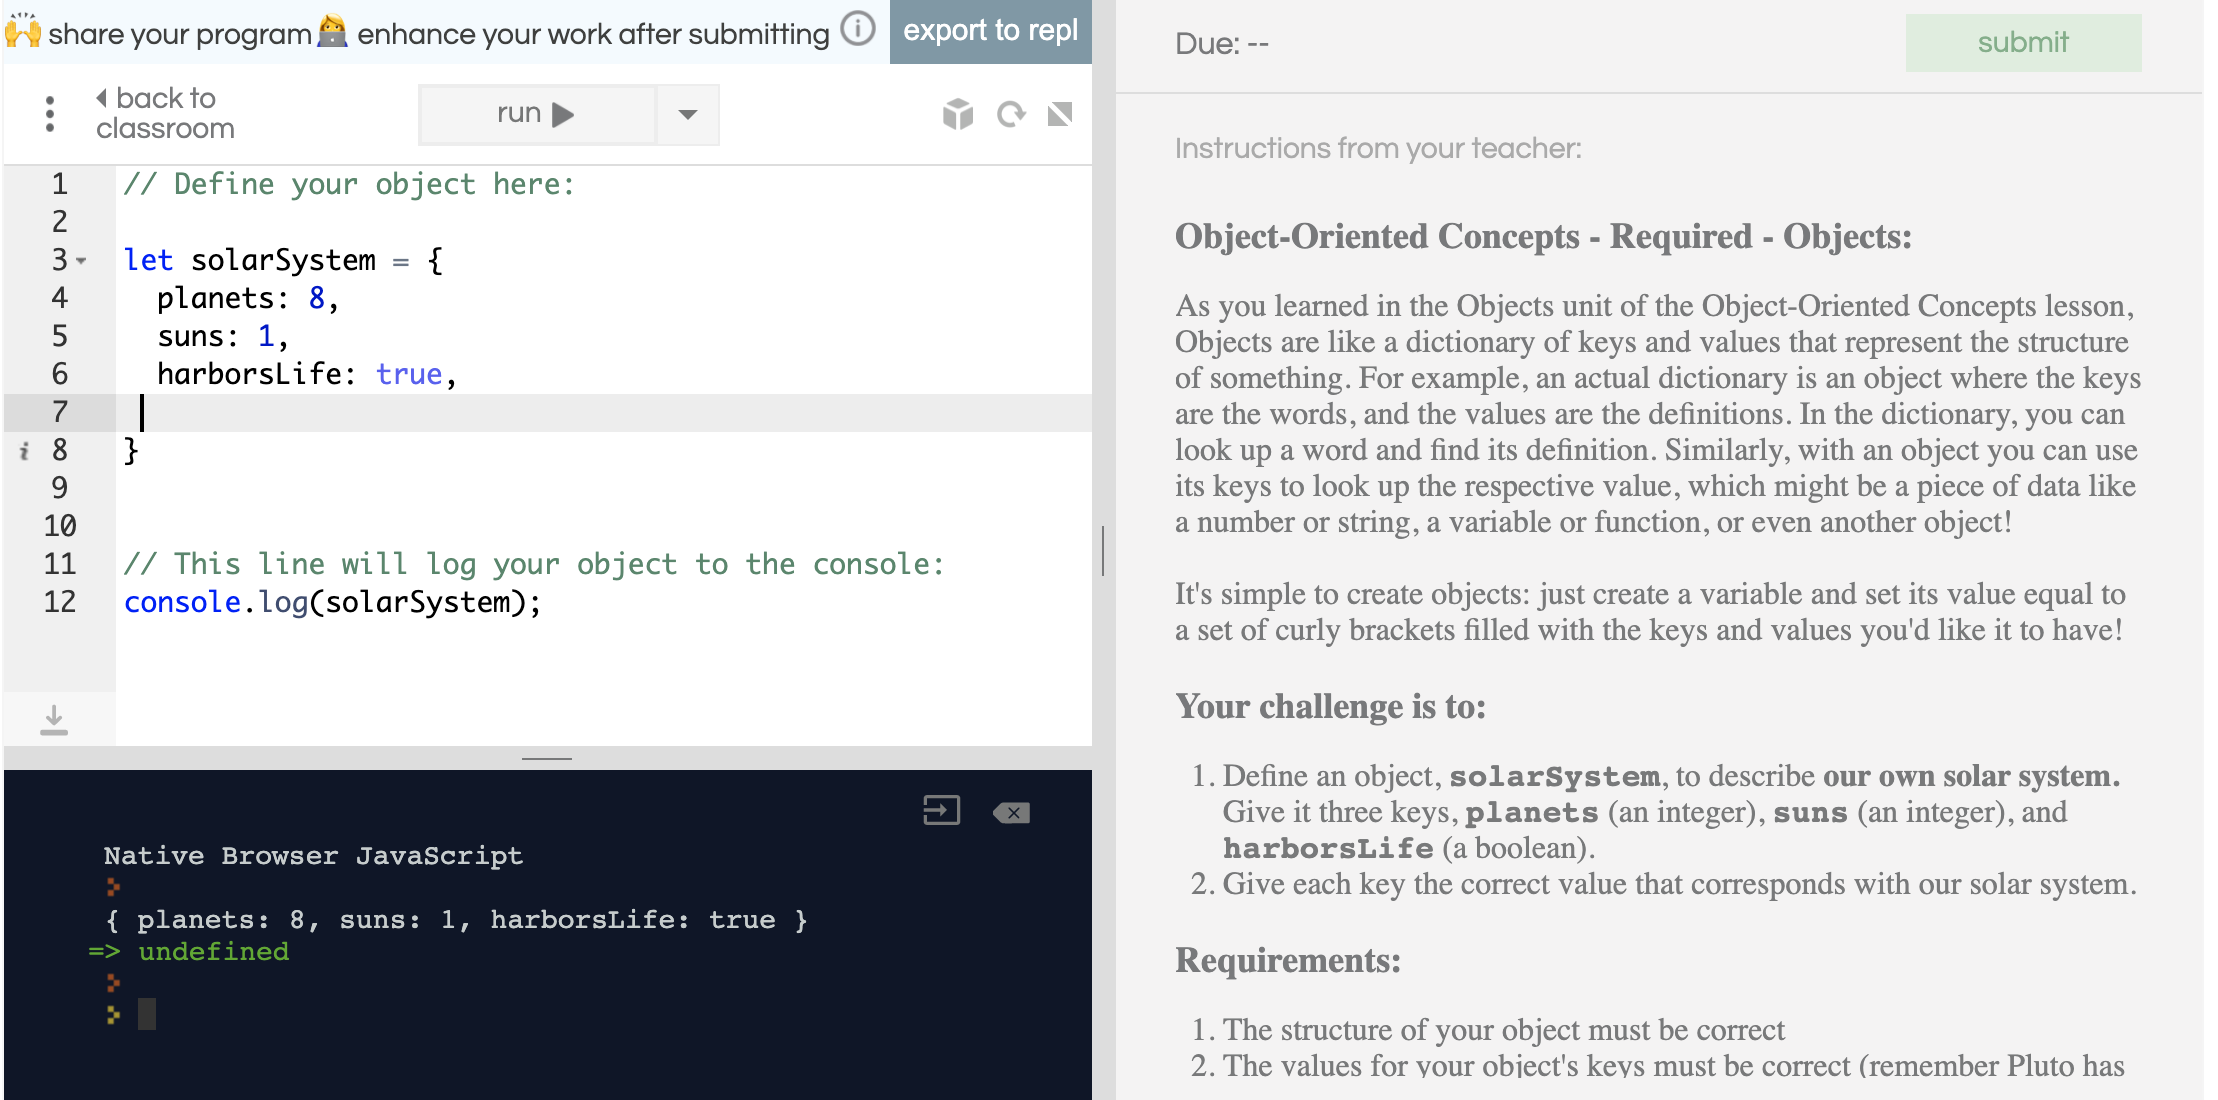 🙌 share your program 👩‍💻 enhance your work after submitting
export to repl
back to
classroom
run
1 // Define your object here:
2
3 let solarSystem = {
4   planets: 8,
5   suns: 1,
6   harborsLife: true,
7
8 }
9
10
11 // This line will log your object to the console:
12 console.log(solarSystem);
Native Browser JavaScript
{ planets: 8, suns: 1, harborsLife: true }
=> undefined
Due: --
submit
Instructions from your teacher:
Object-Oriented Concepts - Required - Objects:
As you learned in the Objects unit of the Object-Oriented Concepts lesson,
Objects are like a dictionary of keys and values that represent the structure
of something. For example, an actual dictionary is an object where the keys
are the words, and the values are the definitions. In the dictionary, you can
look up a word and find its definition. Similarly, with an object you can use
its keys to look up the respective value, which might be a piece of data like
a number or string, a variable or function, or even another object!
It's simple to create objects: just create a variable and set its value equal to
a set of curly brackets filled with the keys and values you'd like it to have!
Your challenge is to:
1. Define an object, solarSystem, to describe our own solar system.
Give it three keys, planets (an integer), suns (an integer), and
harborsLife (a boolean).
2. Give each key the correct value that corresponds with our solar system.
Requirements:
1. The structure of your object must be correct
2. The values for your object's keys must be correct (remember Pluto has